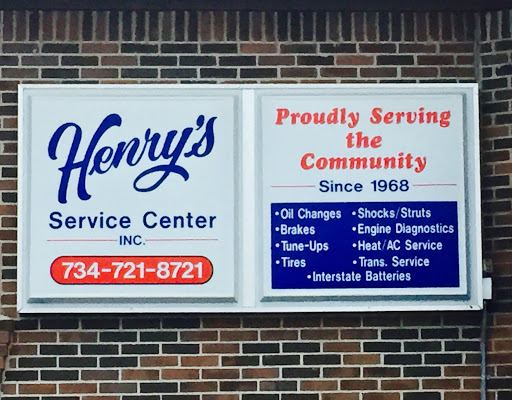 Henry's
Service Center
INC.
734-721-8721
Proudly Serving
the
Community
Since 1968
•Oil Changes •Shocks/Struts
•Brakes •Engine Diagnostics
•Tune-Ups •Heat/AC Service
•Tires •Trans. Service
•Interstate Batteries